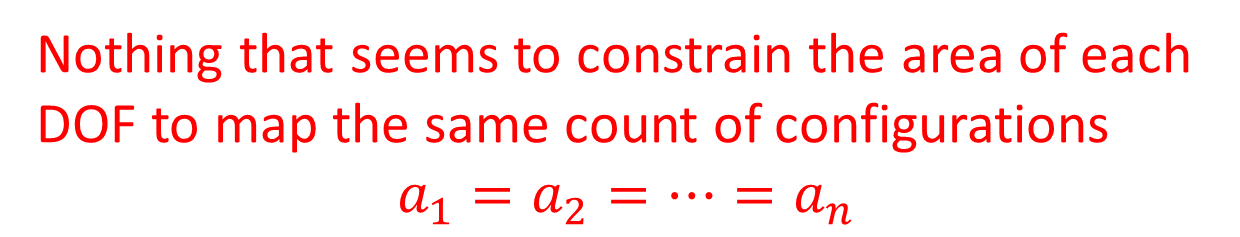 Nothing that seems to constrain the area of each
DOF to map the same count of configurations
𝑎₁ = 𝑎₂ = ⋯ = 𝑎ₙ